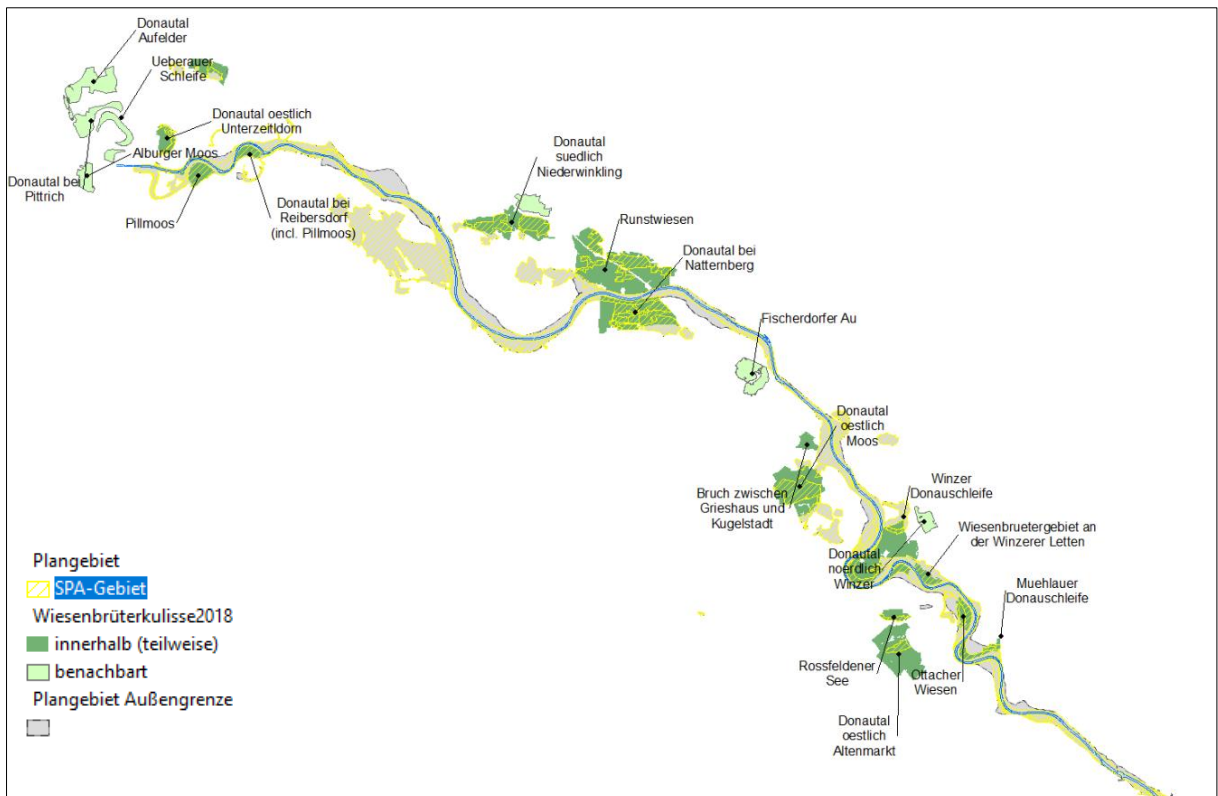 Donautal
Aufelder
Ueberauer
Schleife
Donautal oestlich
Unterzeitldorn
Alburger Moos
Donautal bei
Pittrich
Pillmoos
Donautal bei
Reibersdorf
(incl. Pillmoos)
Donautal
suedlich
Niederwinkling
Runstwiesen
Donautal bei
Natternberg
Fischerdorfer Au
Donautal
oestlich
Moos
Bruch zwischen
Grieshaus und
Kugelstadt
Winzer
Donauschleife
Wiesenbruetergebiet an
der Winzerer Letten
Donautal
noerdlich
Winzer
Muehlauer
Donauschleife
Rossfeldener
See
Ottacher
Wiesen
Donautal
oestlich
Altenmarkt
Plangebiet
SPA-Gebiet
Wiesenbrüterkulisse2018
innerhalb (teilweise)
benachbart
Plangebiet Außengrenze